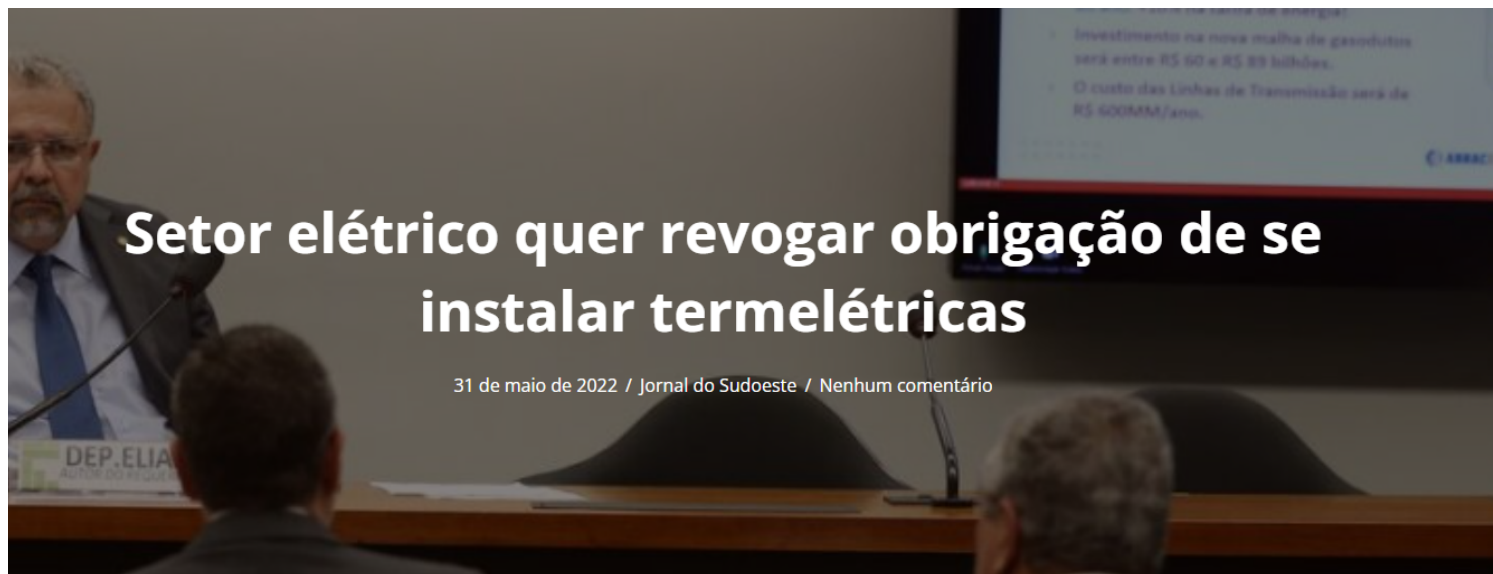 Investimento na nova malha de gasodutos
será entre R$ 60 e R$ 89 bilhões.
O custo das Linhas de Transmissão será de
R$ 600MM/ano.
Setor elétrico quer revogar obrigação de se
instalar termelétricas
31 de maio de 2022 / Jornal do Sudoeste / Nenhum comentário
DEP.ELIA
AUTOR DO